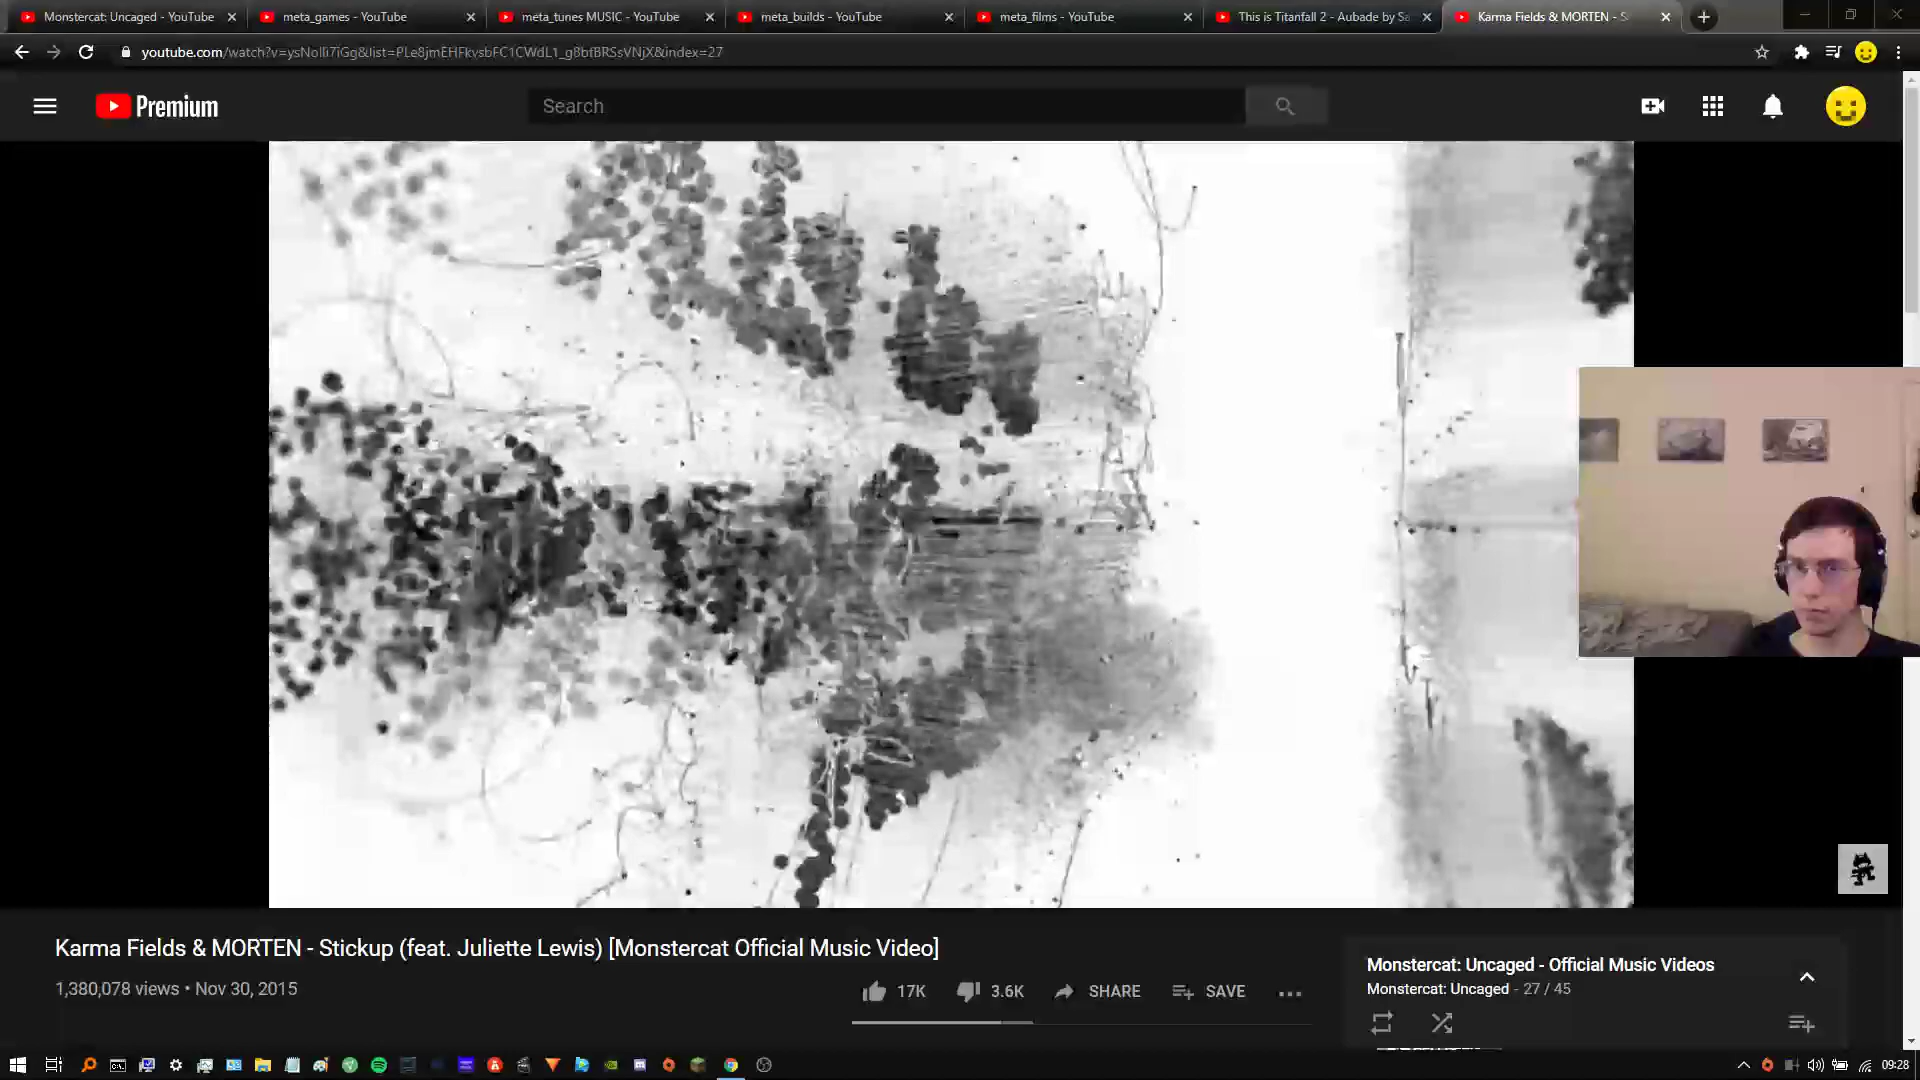 Monstercat: Uncaged - YouTube
meta_games - YouTube
meta_tunes MUSIC - YouTube
meta_builds - YouTube
meta_films - YouTube
This is Titanfall 2 - Aubade by Sa
Karma Fields & MORTEN - S
youtube.com/watch?v=ysNollI7iGg&list=PLe8jmEHFkvsbFC1CWdL1_g8bfBRSsVNjX&index=27
Premium
Search
Karma Fields & MORTEN - Stickup (feat. Juliette Lewis) [Monstercat Official Music Video]
1,380,078 views • Nov 30, 2015
17K
3.6K
SHARE
SAVE
Monstercat: Uncaged - Official Music Videos
Monstercat: Uncaged - 27 / 45
09:28